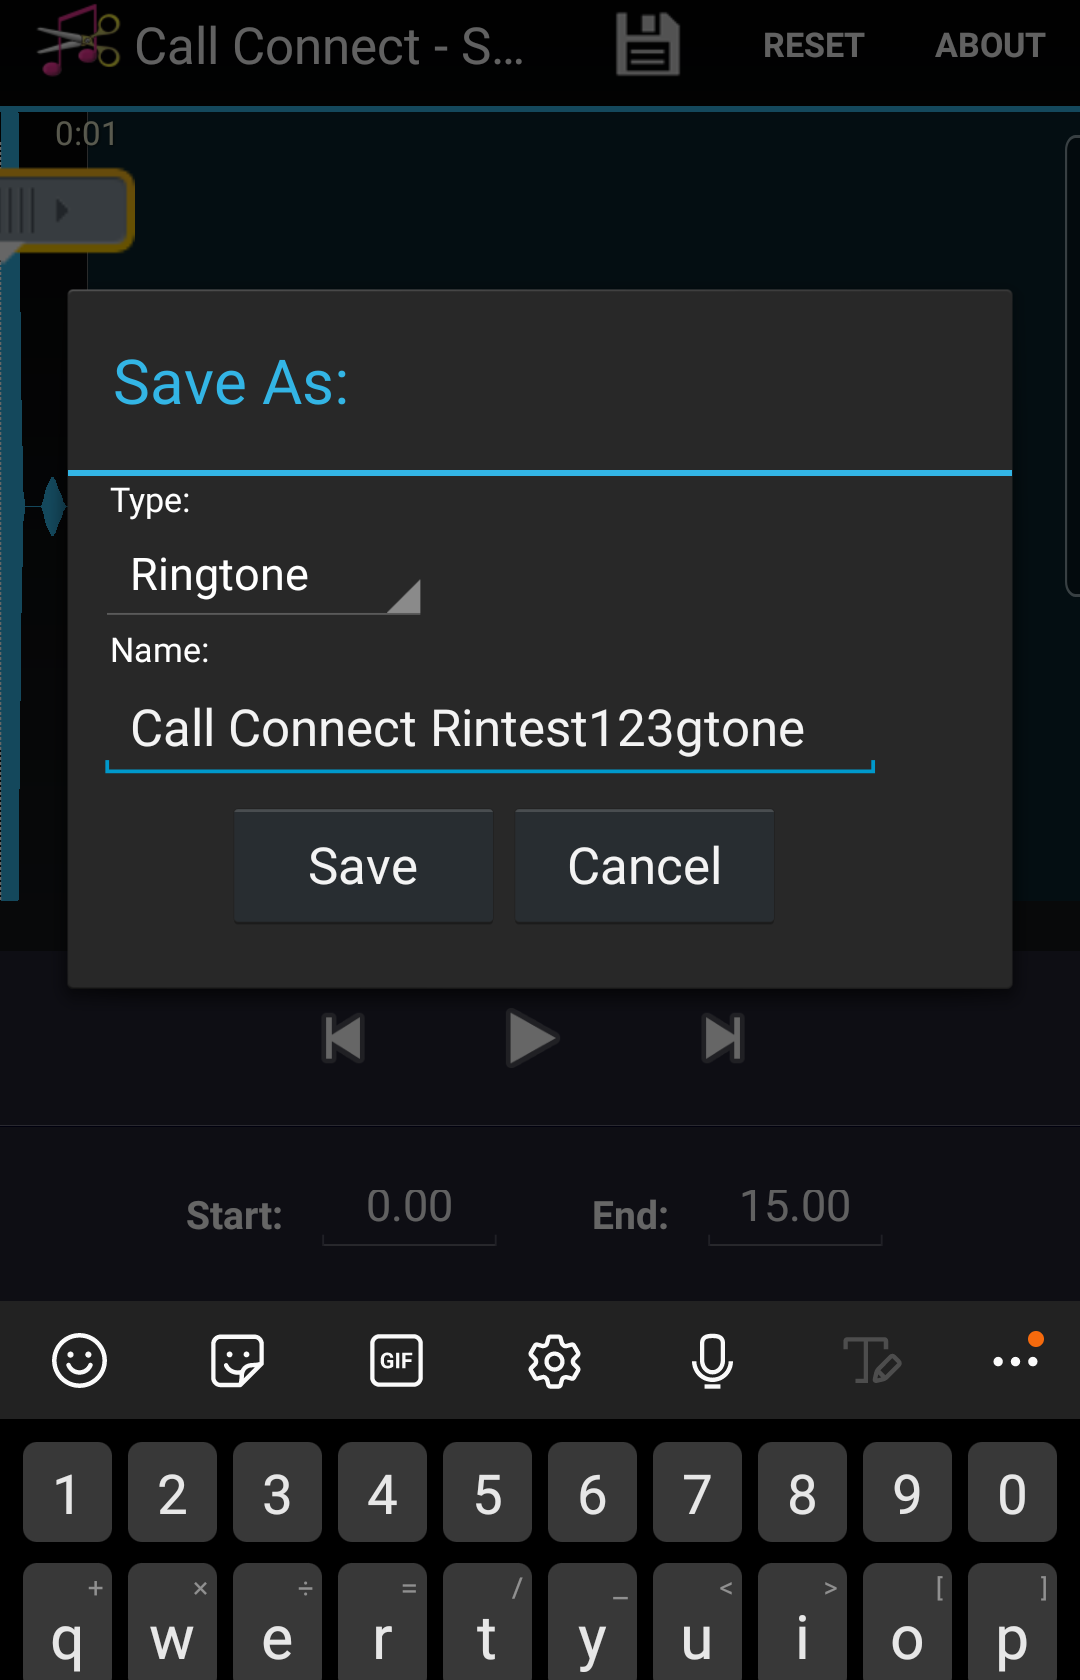 Call Connect - S...
RESET
ABOUT
0:01
Save As:
Type:
Ringtone
Name:
Call Connect Rintest123gtone
Save
Cancel
Start:
0.00
End:
15.00
GIF
1 2 3 4 5 6 7 8 9 0
+ × ÷ = / _ < > [ ]
q w e r t y u i o p